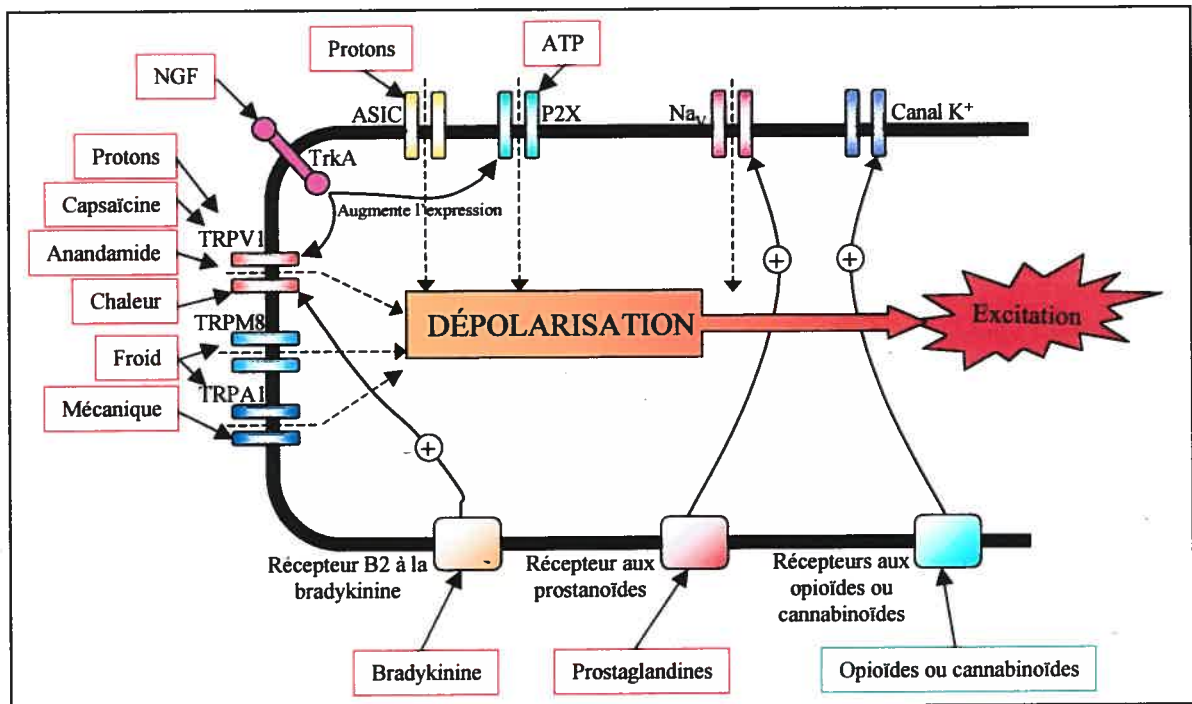 Protons
ATP
NGF
ASIC
P2X
Nav
Canal K+
TrkA
Protons
Capsaïcine
Augmente l'expression
TRPV1
Anandamide
Chaleur
+
+
DÉPOLARISATION
Excitation
TRPM8
Froid
TRPA1
Mécanique
+
Récepteur B2 à la
bradykinine
Récepteur aux
prostanoïdes
Récepteurs aux
opioïdes ou
cannabinoïdes
Bradykinine
Prostaglandines
Opioïdes ou cannabinoïdes